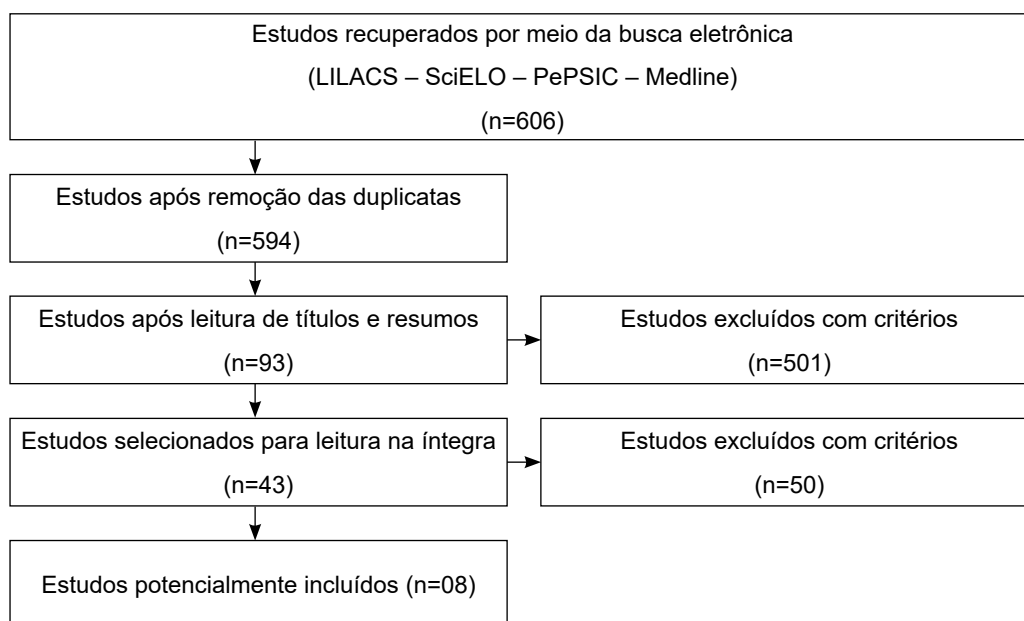 Estudos recuperados por meio da busca eletrônica
(LILACS – SciELO – PePSIC – Medline)
(n=606)
Estudos após remoção das duplicatas
(n=594)
Estudos após leitura de títulos e resumos
(n=93)
Estudos excluídos com critérios
(n=501)
Estudos selecionados para leitura na íntegra
(n=43)
Estudos excluídos com critérios
(n=50)
Estudos potencialmente incluídos (n=08)